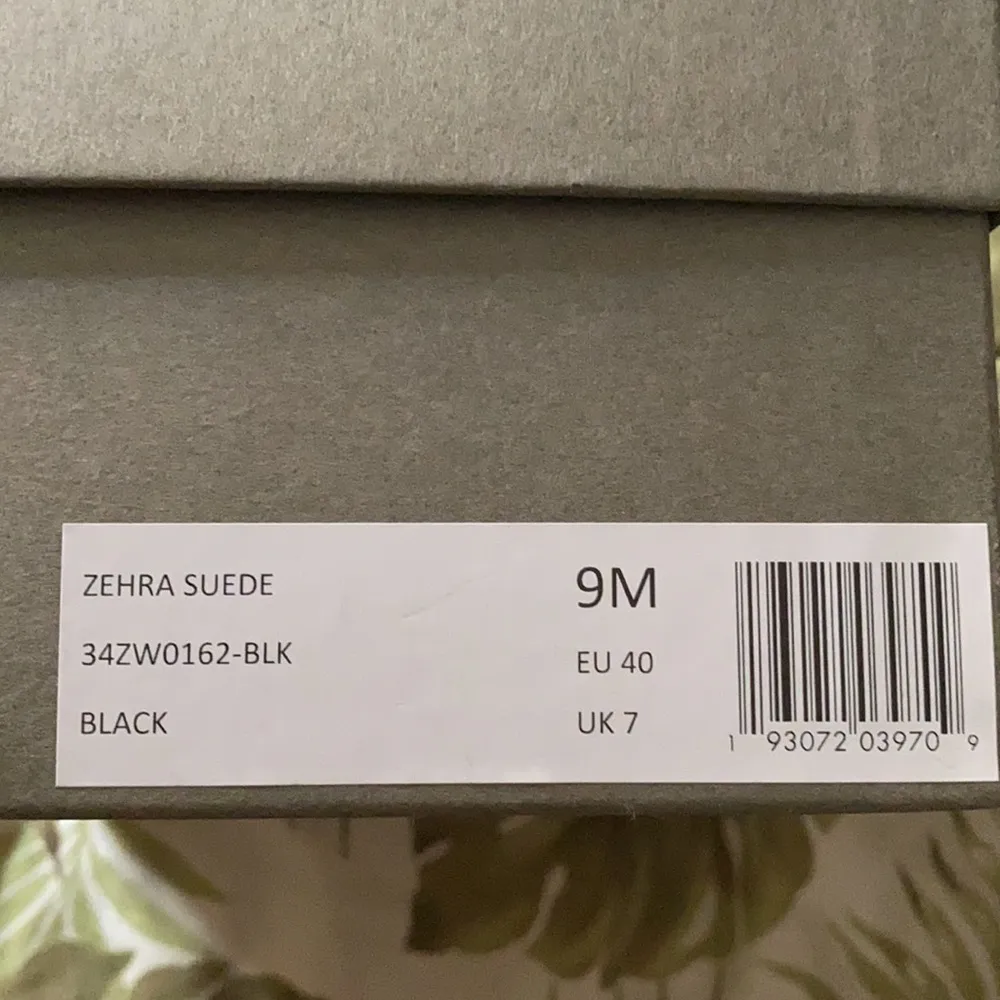 ZEHRA SUEDE
34ZW0162-BLK
BLACK
9M
EU 40
UK 7
1 93072 03970 9